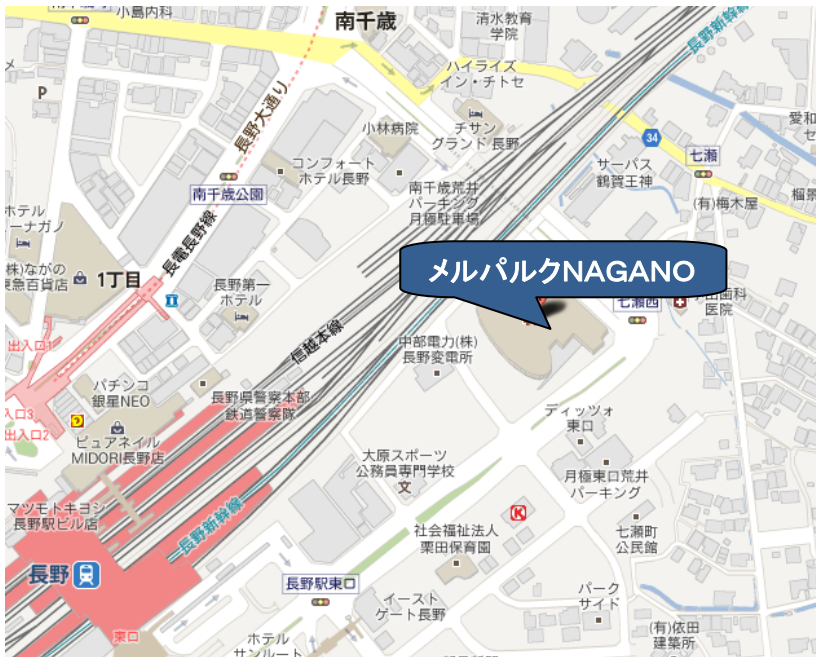 小島内科
南千歳
清水教育
学院
長野新幹線
メ
P
ハイライズ
イン・チトセ
長野大通り
小林病院
チサン
グランド長野
愛和
34
七瀬
コンフォート
ホテル長野
サーパス
鶴賀王神
南千歳公園
南千歳荒井
パーキング
月極駐車場
(有)梅木屋
ホテル
ーナガノ
長電長野線
メルパルクNAGANO
株)ながの
東急百貨店
1丁目
長野第一
ホテル
七瀬西
歯科
医院
信越本線
中部電力(株)
長野変電所
出入口1
パチンコ
銀星NEO
長野県警察本部
鉄道警察隊
入口3
出入口2
ディッツォ
東口
ピュアネイル
MIDORI長野店
大原スポーツ
公務員専門学校
文
月極東口荒井
パーキング
マツモトキヨシ
長野駅ビル店
K
長野新幹線
社会福祉法人
栗田保育園
七瀬町
公民館
長野
長野駅東口
イースト
ゲート長野
パーク
サイド
東口
ホテル
サンルート
(有)依田
建築所